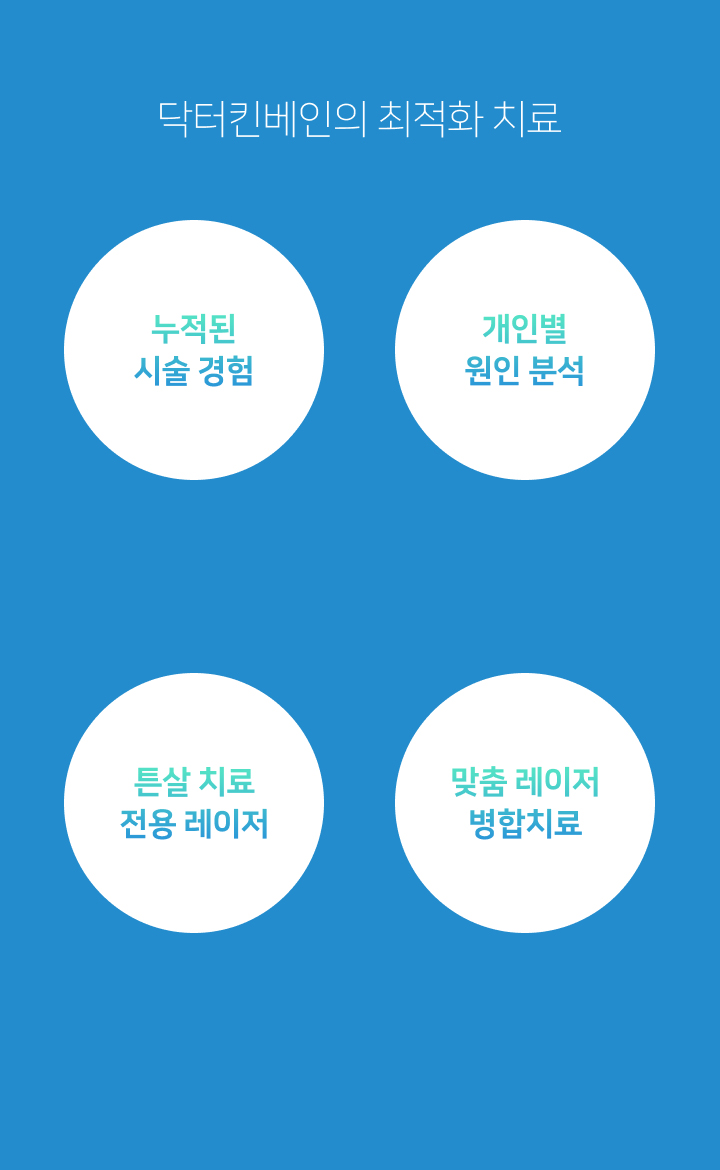 닥터킨베인의 최적화 치료
누적된
시술 경험
개인별
원인 분석
튼살 치료
전용 레이저
맞춤 레이저
병합치료